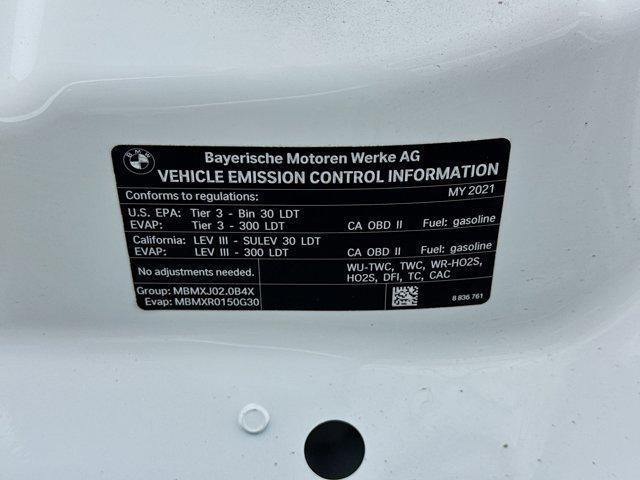 BMW
Bayerische Motoren Werke AG
VEHICLE EMISSION CONTROL INFORMATION
Conforms to regulations: MY 2021
U.S. EPA: Tier 3 - Bin 30 LDT
EVAP: Tier 3 - 300 LDT CA OBD II Fuel: gasoline
California: LEV III - SULEV 30 LDT
EVAP: LEV III - 300 LDT CA OBD II Fuel: gasoline
No adjustments needed.
WU-TWC, TWC, WR-HO2S,
HO2S, DFI, TC, CAC
Group: MBMXJ02.0B4X
Evap: MBMXR0150G30
8 836 761